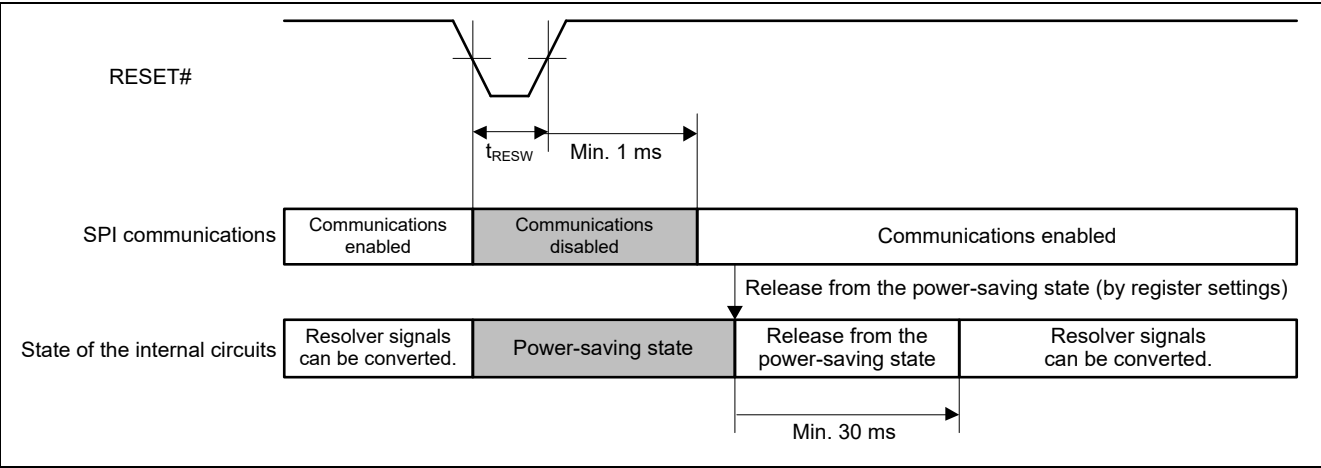 RESET#
tRESW
Min. 1 ms
SPI communications
Communications
enabled
Communications
disabled
Communications enabled
Release from the power-saving state (by register settings)
State of the internal circuits
Resolver signals
can be converted.
Power-saving state
Release from the
power-saving state
Resolver signals
can be converted.
Min. 30 ms